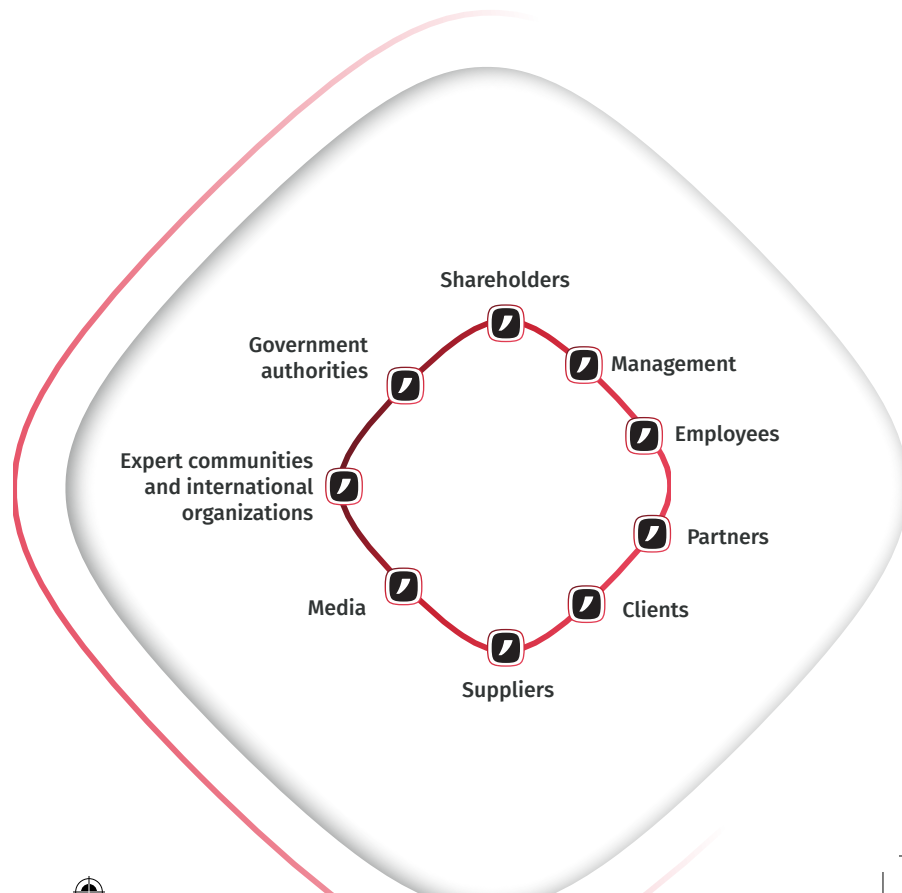 Shareholders
Management
Employees
Partners
Clients
Suppliers
Media
Expert communities
and international
organizations
Government
authorities